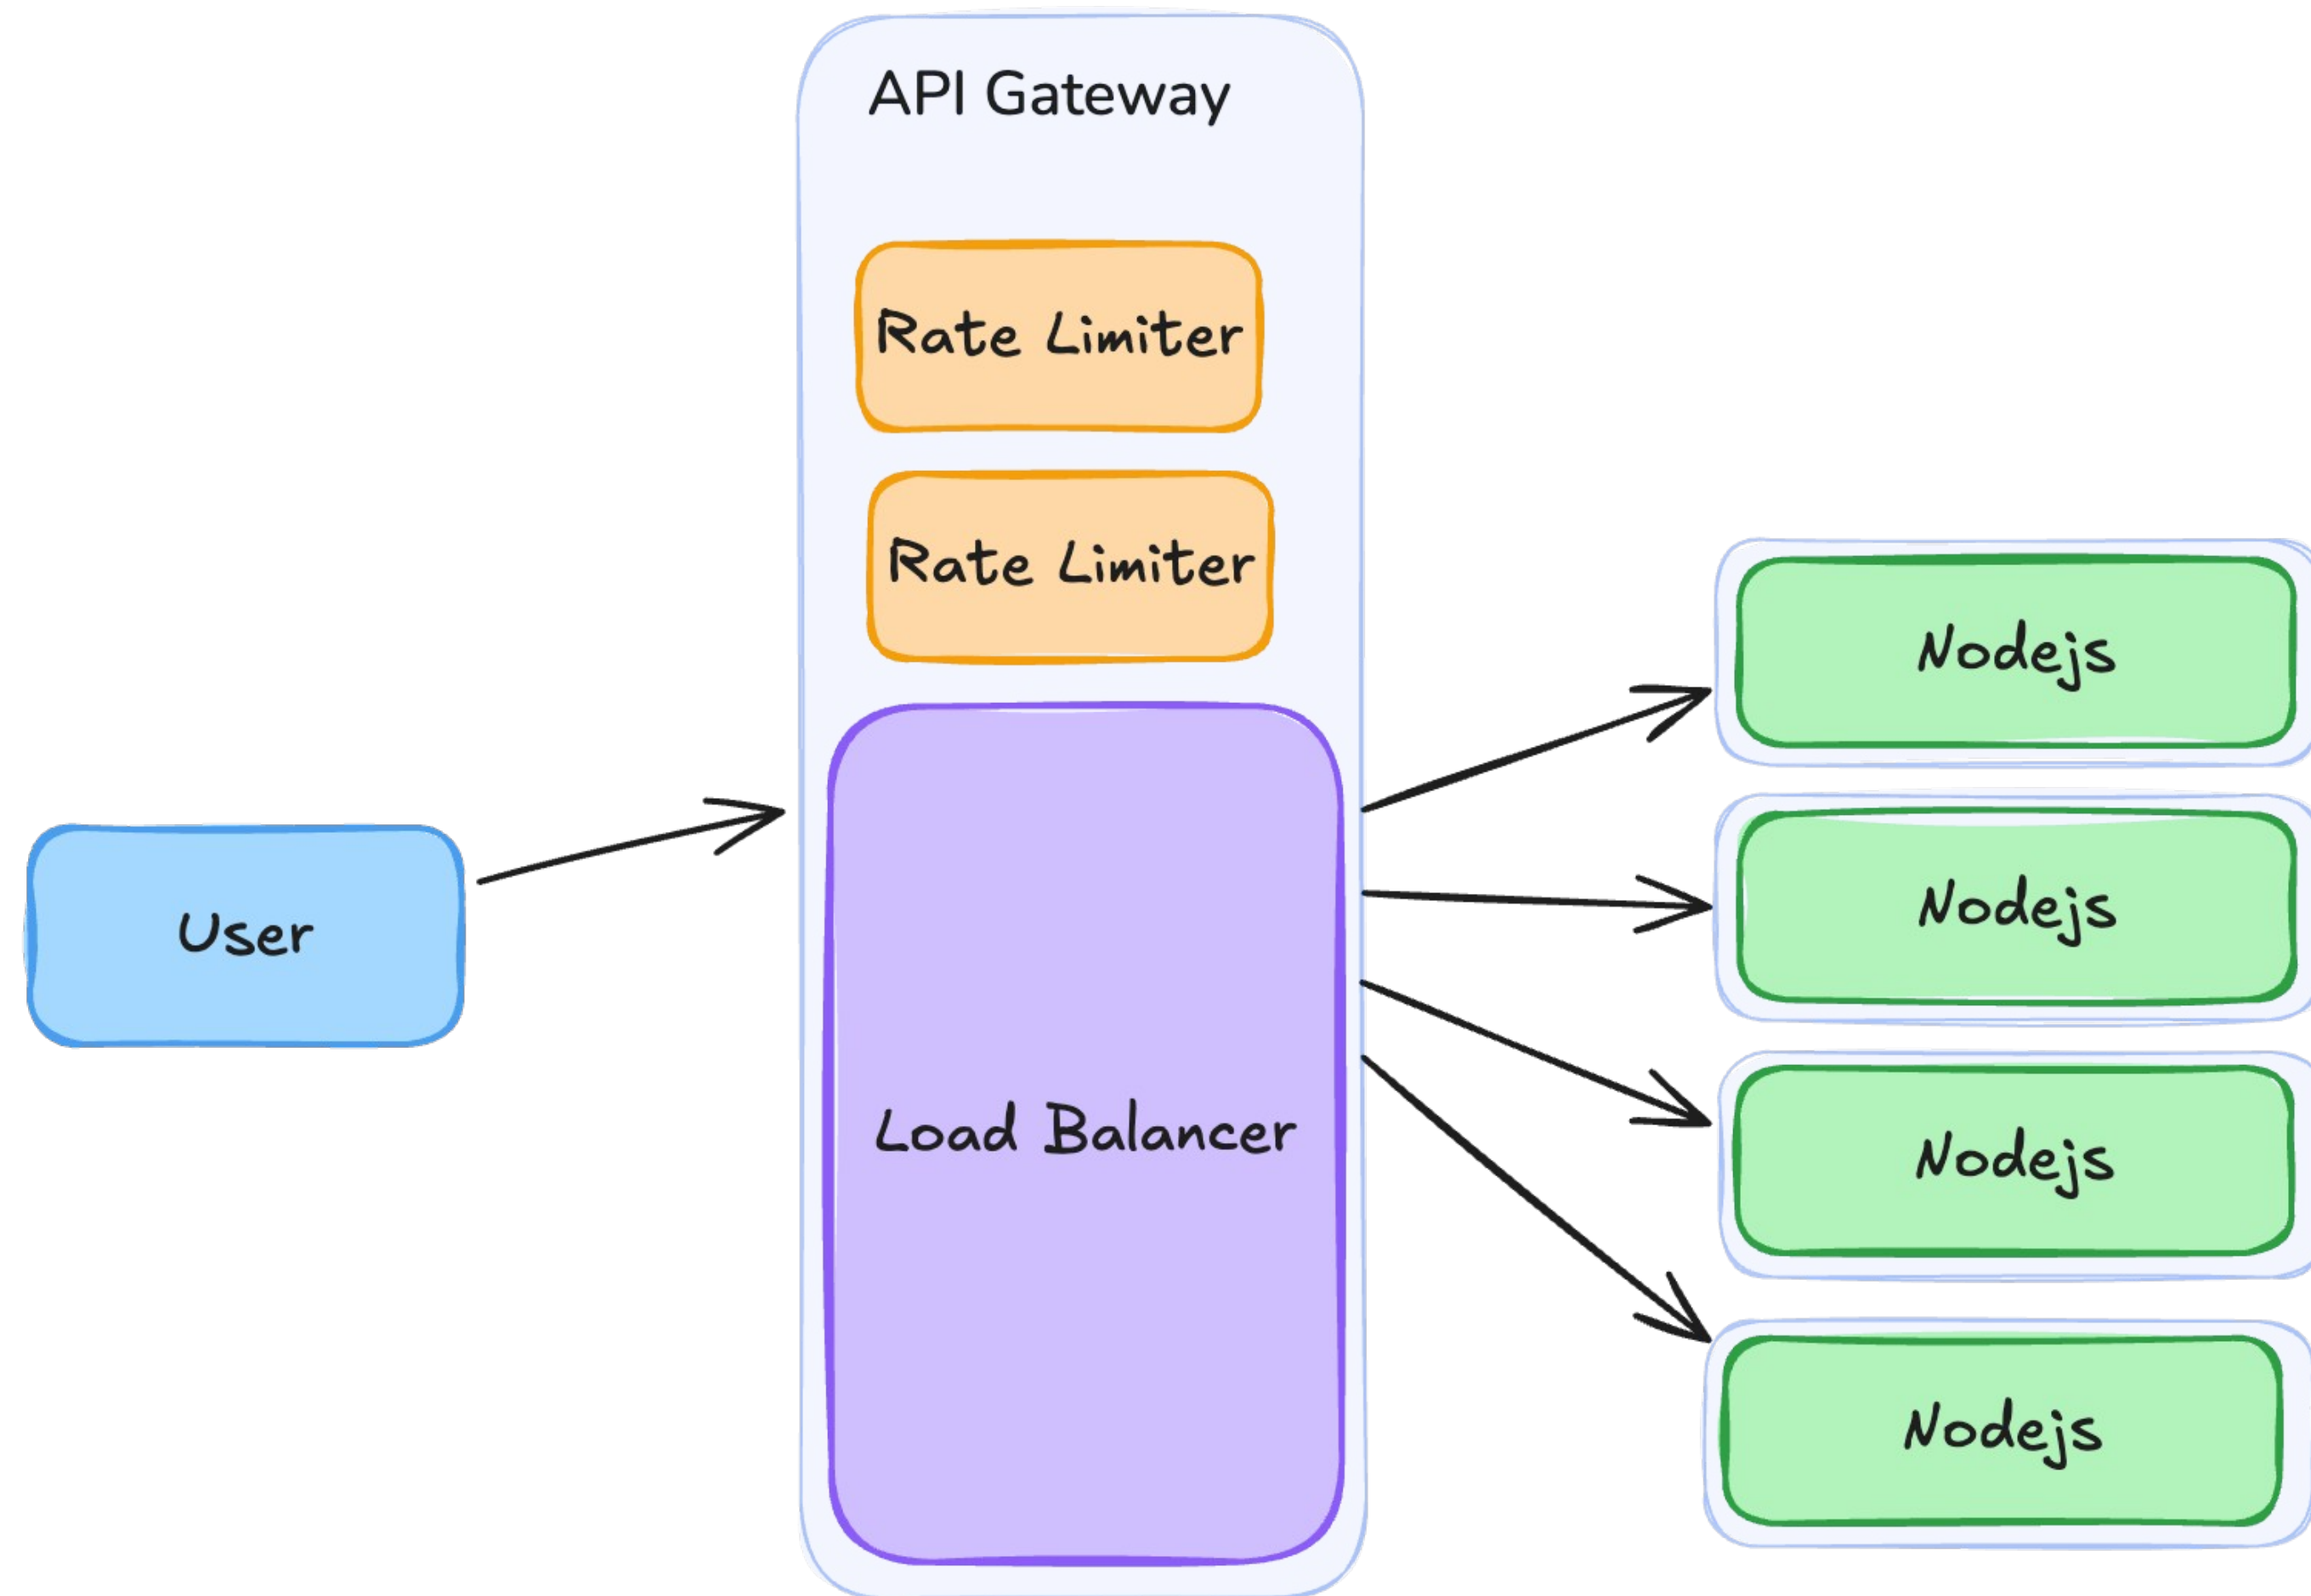 API Gateway
Rate Limiter
Rate Limiter
User
Load Balancer
Nodejs
Nodejs
Nodejs
Nodejs